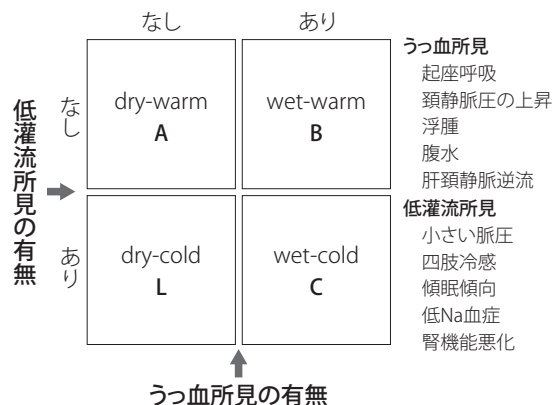 なし
あり
低灌流所見の有無
なし
あり
dry-warm
A
wet-warm
B
dry-cold
L
wet-cold
C
うっ血所見の有無
うっ血所見
起座呼吸
頚静脈圧の上昇
浮腫
腹水
肝頚静脈逆流
低灌流所見
小さい脈圧
四肢冷感
傾眠傾向
低Na血症
腎機能悪化